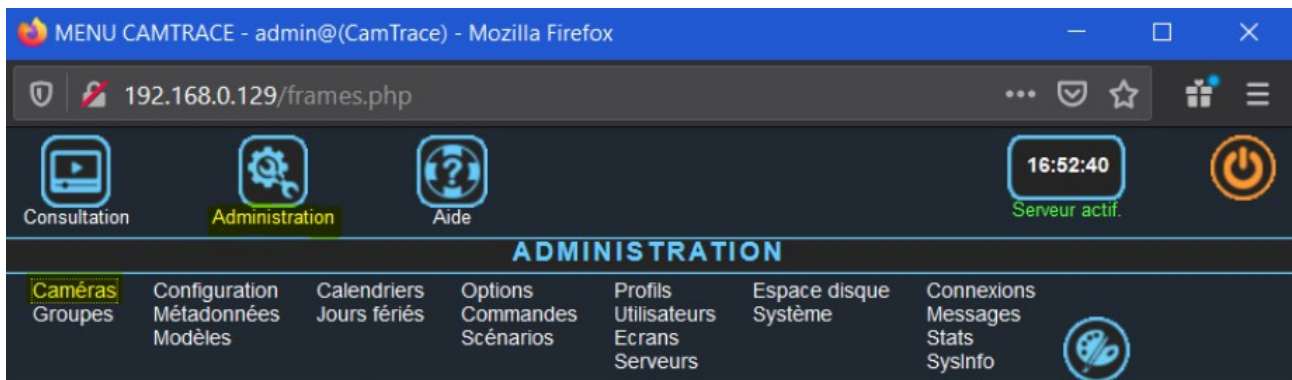 MENU CAMTRACE - admin@(CamTrace) - Mozilla Firefox
192.168.0.129/frames.php
16:52:40
Consultation Administration Aide Serveur actif.
ADMINISTRATION
Caméras Configuration Calendriers Options Profils Espace disque Connexions
Groupes Métadonnées Jours fériés Commandes Utilisateurs Système Messages
Modèles Scénarios Ecrans Stats
Serveurs SysInfo